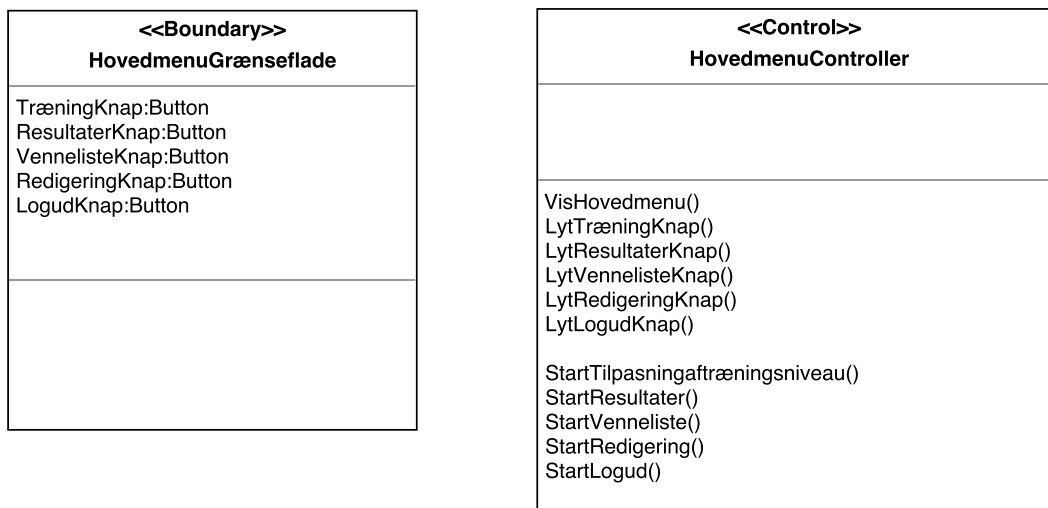 <<Boundary>>
HovedmenuGrænseflade
TræningKnap:Button
ResultaterKnap:Button
VennelisteKnap:Button
RedigeringKnap:Button
LogudKnap:Button
<<Control>>
HovedmenuController
VisHovedmenu()
LytTræningKnap()
LytResultaterKnap()
LytVennelisteKnap()
LytRedigeringKnap()
LytLogudKnap()
StartTilpasningaftræningsniveau()
StartResultater()
StartVenneliste()
StartRedigering()
StartLogud()